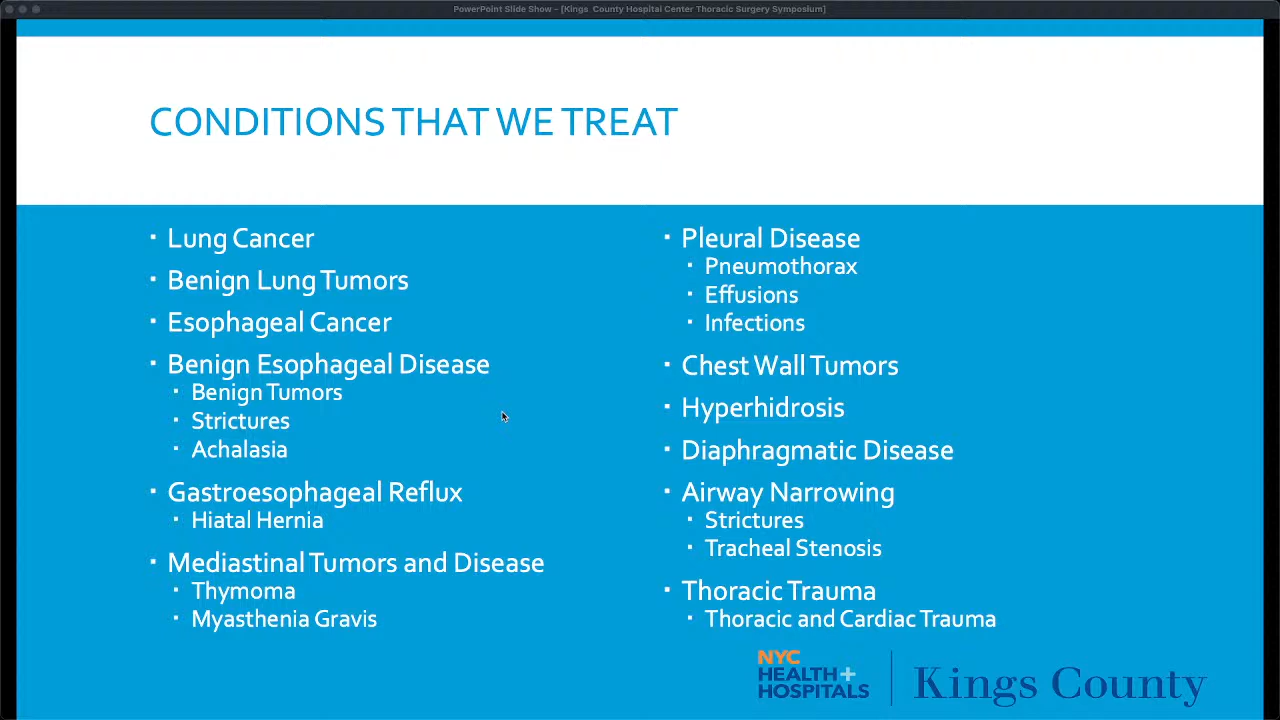 PowerPoint Slide Show - [Kings County Hospital Center Thoracic Surgery Symposium]
CONDITIONS THAT WE TREAT
▪ Lung Cancer
▪ Benign Lung Tumors
▪ Esophageal Cancer
▪ Benign Esophageal Disease
▪ Benign Tumors
▪ Strictures
▪ Achalasia
▪ Gastroesophageal Reflux
▪ Hiatal Hernia
▪ Mediastinal Tumors and Disease
▪ Thymoma
▪ Myasthenia Gravis
▪ Pleural Disease
▪ Pneumothorax
▪ Effusions
▪ Infections
▪ Chest Wall Tumors
▪ Hyperhidrosis
▪ Diaphragmatic Disease
▪ Airway Narrowing
▪ Strictures
▪ Tracheal Stenosis
▪ Thoracic Trauma
▪ Thoracic and Cardiac Trauma
NYC
HEALTH+
HOSPITALS
Kings County